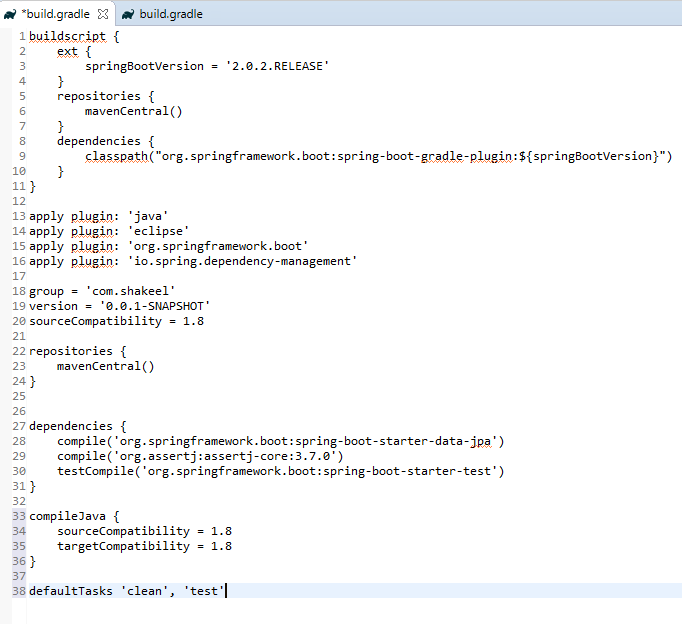 *build.gradle build.gradle
1 buildscript {
2     ext {
3         springBootVersion = '2.0.2.RELEASE'
4     }
5     repositories {
6         mavenCentral()
7     }
8     dependencies {
9         classpath("org.springframework.boot:spring-boot-gradle-plugin:${springBootVersion}")
10     }
11 }
12
13 apply plugin: 'java'
14 apply plugin: 'eclipse'
15 apply plugin: 'org.springframework.boot'
16 apply plugin: 'io.spring.dependency-management'
17
18 group = 'com.shakeel'
19 version = '0.0.1-SNAPSHOT'
20 sourceCompatibility = 1.8
21
22 repositories {
23     mavenCentral()
24 }
25
26
27 dependencies {
28     compile('org.springframework.boot:spring-boot-starter-data-jpa')
29     compile('org.assertj:assertj-core:3.7.0')
30     testCompile('org.springframework.boot:spring-boot-starter-test')
31 }
32
33 compileJava {
34     sourceCompatibility = 1.8
35     targetCompatibility = 1.8
36 }
37
38 defaultTasks 'clean', 'test'